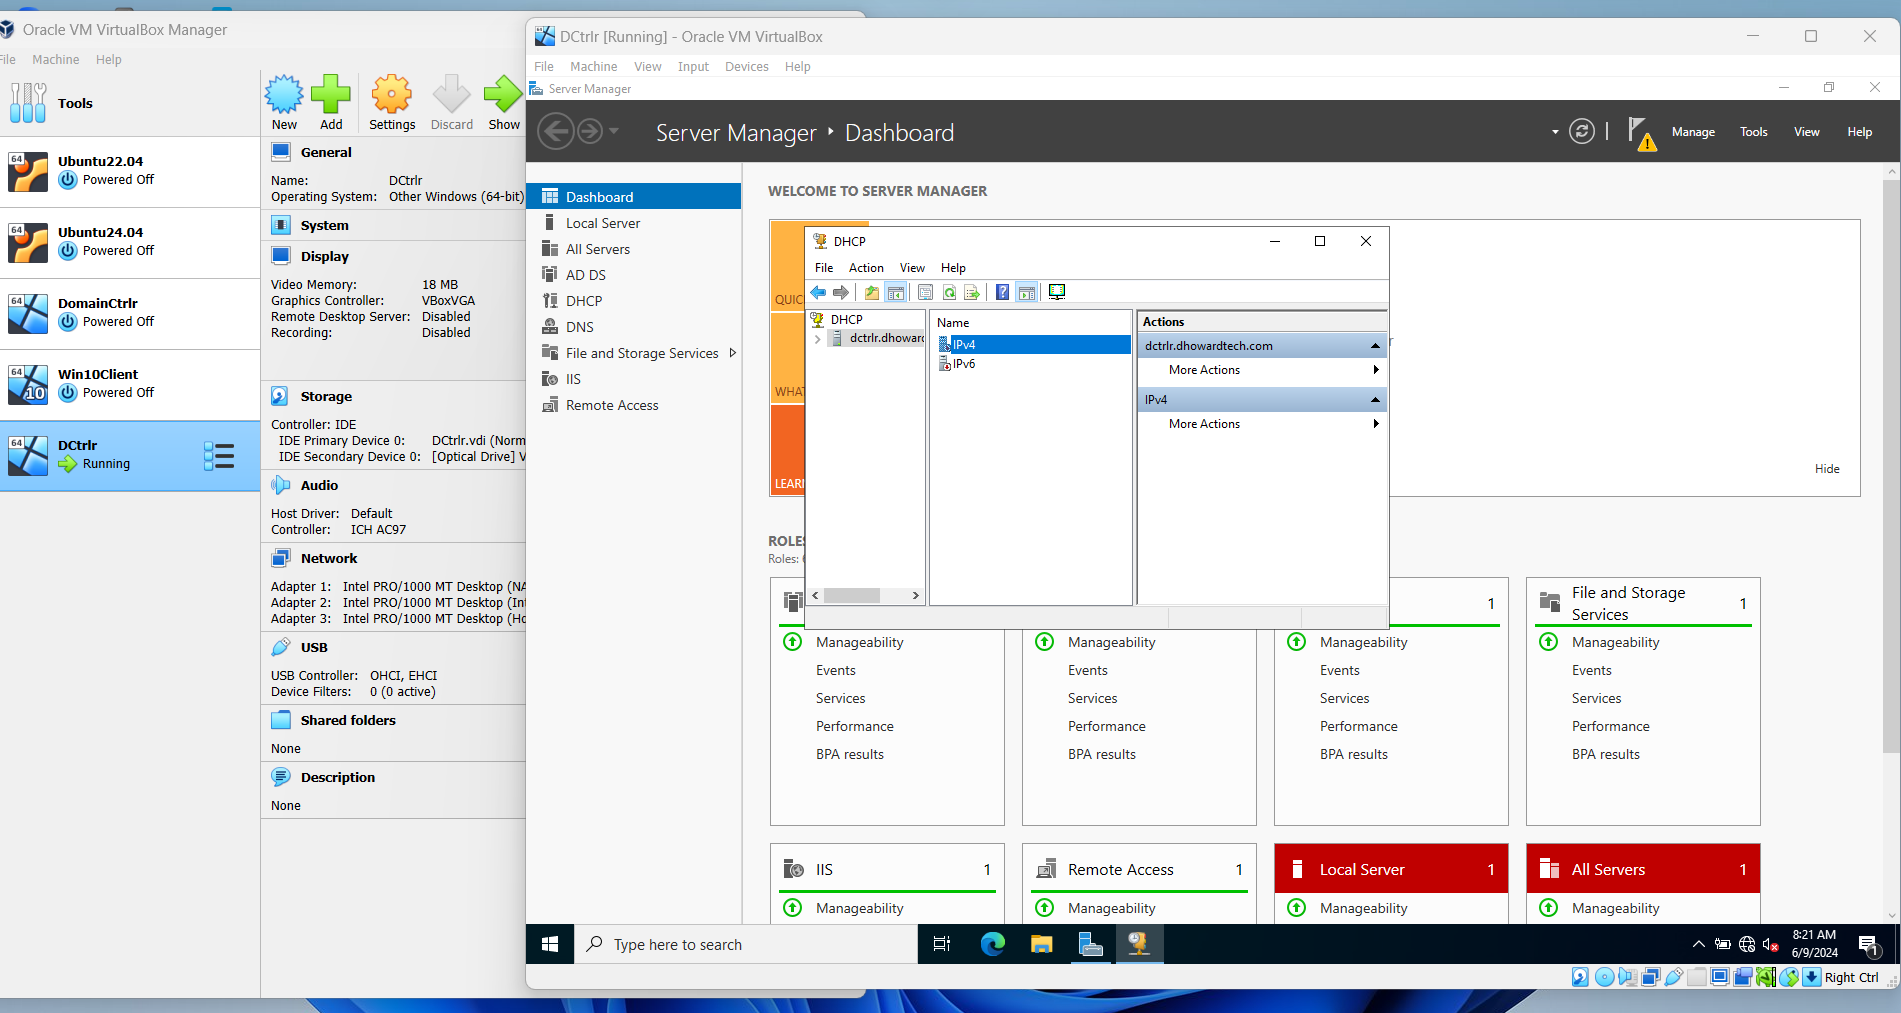 Oracle VM VirtualBox Manager
File Machine Help
Tools
New Add Settings Discard Show
64 Ubuntu22.04
Powered Off
64 Ubuntu24.04
Powered Off
64 DomainCtrlr
Powered Off
64 10 Win10Client
Powered Off
64 DCtrlr
Running
General
Name: DCtrlr
Operating System: Other Windows (64-bit)
System
Display
Video Memory: 18 MB
Graphics Controller: VBoxVGA
Remote Desktop Server: Disabled
Recording: Disabled
Storage
Controller: IDE
IDE Primary Device 0: DCtrlr.vdi (Norm
IDE Secondary Device 0: [Optical Drive] V
Audio
Host Driver: Default
Controller: ICH AC97
Network
Adapter 1: Intel PRO/1000 MT Desktop (NA
Adapter 2: Intel PRO/1000 MT Desktop (Int
Adapter 3: Intel PRO/1000 MT Desktop (Ho
USB
USB Controller: OHCI, EHCI
Device Filters: 0 (0 active)
Shared folders
None
Description
None
DCtrlr [Running] - Oracle VM VirtualBox
File Machine View Input Devices Help
Server Manager
Server Manager Dashboard
Manage Tools View Help
Dashboard
Local Server
All Servers
AD DS
DHCP
DNS
File and Storage Services
IIS
Remote Access
WELCOME TO SERVER MANAGER
QUIC
WHAT
LEARN
Hide
DHCP
File Action View Help
DHCP
dctrlr.dhoward
Name
IPv4
IPv6
Actions
dctrlr.dhowardtech.com
More Actions
IPv4
More Actions
ROLES
Roles:
Manageability
Events
Services
Performance
BPA results
Manageability
Events
Services
Performance
BPA results
1
Manageability
Events
Services
Performance
BPA results
File and Storage
Services
1
Manageability
Events
Services
Performance
BPA results
IIS 1
Manageability
Remote Access 1
Manageability
Local Server 1
Manageability
All Servers 1
Manageability
Type here to search
8:21 AM
6/9/2024
1
Right Ctrl